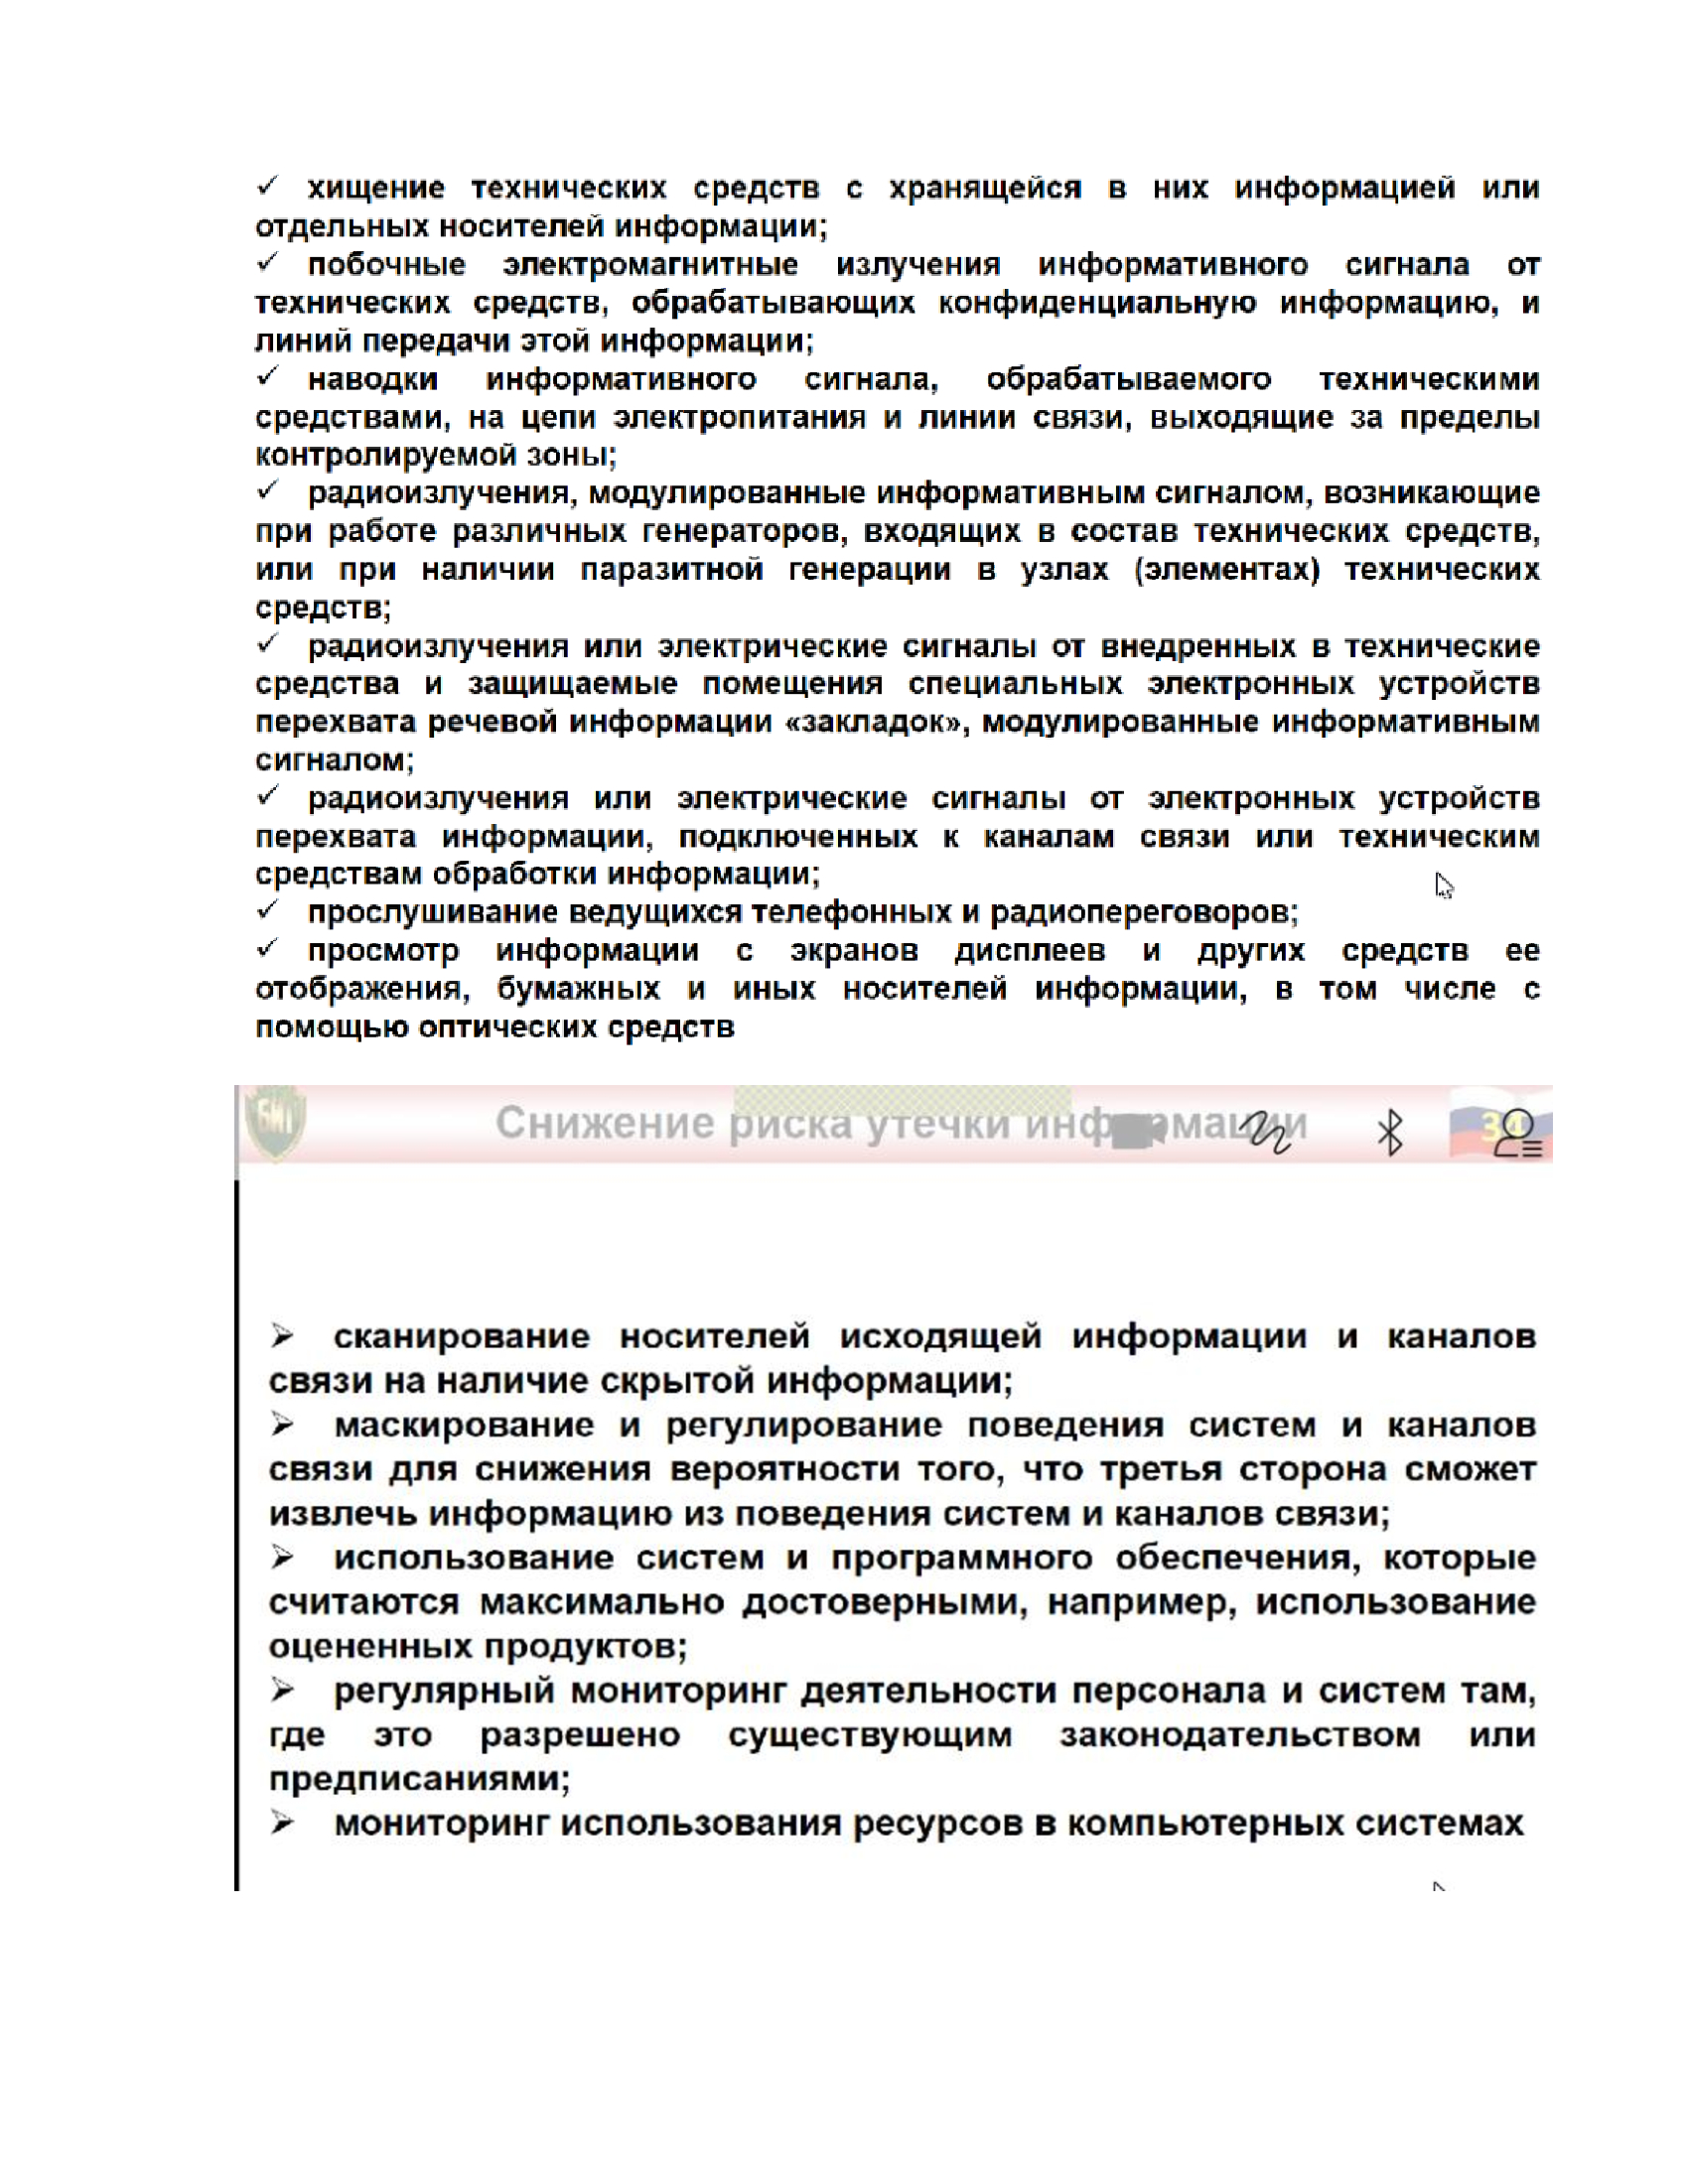 ✓ хищение технических средств с хранящейся в них информацией или
отдельных носителей информации;
✓ побочные электромагнитные излучения информативного сигнала от
технических средств, обрабатывающих конфиденциальную информацию, и
линий передачи этой информации;
✓ наводки информативного сигнала, обрабатываемого техническими
средствами, на цепи электропитания и линии связи, выходящие за пределы
контролируемой зоны;
✓ радиоизлучения, модулированные информативным сигналом, возникающие
при работе различных генераторов, входящих в состав технических средств,
или при наличии паразитной генерации в узлах (элементах) технических
средств;
✓ радиоизлучения или электрические сигналы от внедренных в технические
средства и защищаемые помещения специальных электронных устройств
перехвата речевой информации «закладок», модулированные информативным
сигналом;
✓ радиоизлучения или электрические сигналы от электронных устройств
перехвата информации, подключенных к каналам связи или техническим
средствам обработки информации;
✓ прослушивание ведущихся телефонных и радиопереговоров;
✓ просмотр информации с экранов дисплеев и других средств ее
отображения, бумажных и иных носителей информации, в том числе с
помощью оптических средств
Снижение риска утечки информации
34
➢ сканирование носителей исходящей информации и каналов
связи на наличие скрытой информации;
➢ маскирование и регулирование поведения систем и каналов
связи для снижения вероятности того, что третья сторона сможет
извлечь информацию из поведения систем и каналов связи;
➢ использование систем и программного обеспечения, которые
считаются максимально достоверными, например, использование
оцененных продуктов;
➢ регулярный мониторинг деятельности персонала и систем там,
где это разрешено существующим законодательством или
предписаниями;
➢ мониторинг использования ресурсов в компьютерных системах